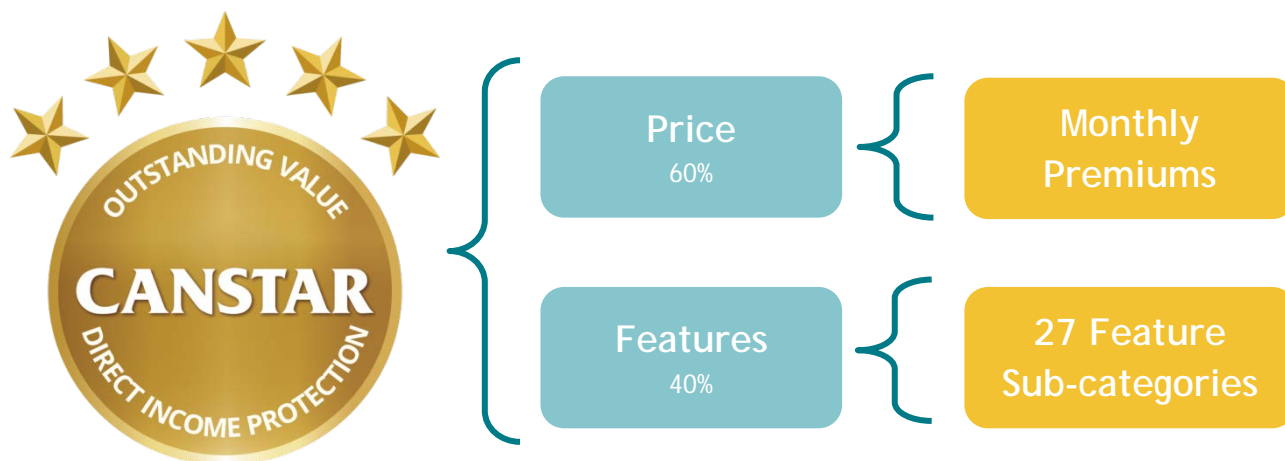 OUTSTANDING VALUE
CANSTAR
DIRECT INCOME PROTECTION
Price
60%
Monthly
Premiums
Features
40%
27 Feature
Sub-categories